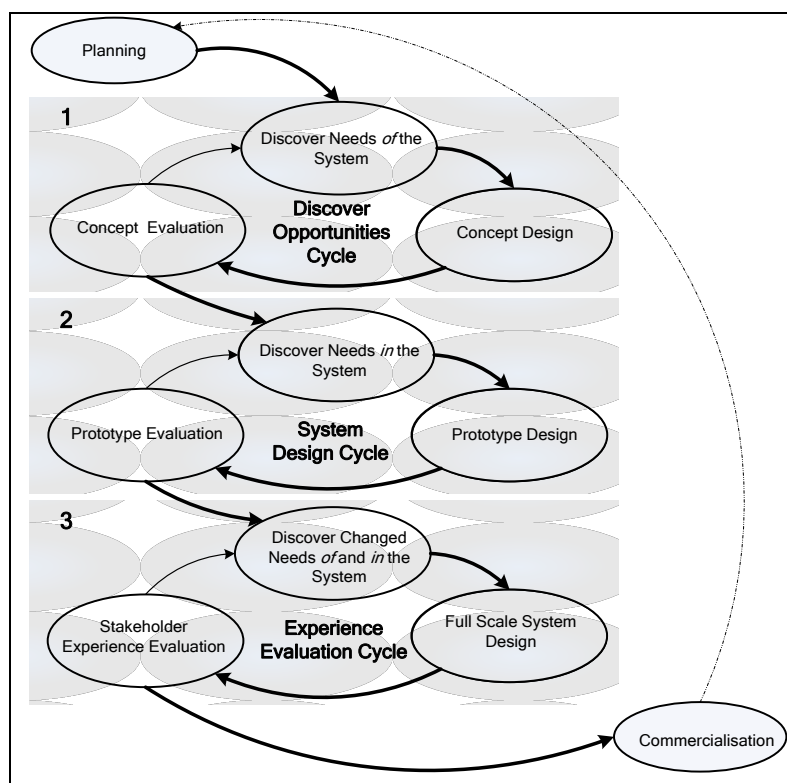 Planning
1
Discover Needs of the
System
Discover
Opportunities
Cycle
Concept Evaluation
Concept Design
2
Discover Needs in the
System
System
Design Cycle
Prototype Evaluation
Prototype Design
3
Discover Changed
Needs of and in the
System
Experience
Evaluation Cycle
Stakeholder
Experience Evaluation
Full Scale System
Design
Commercialisation